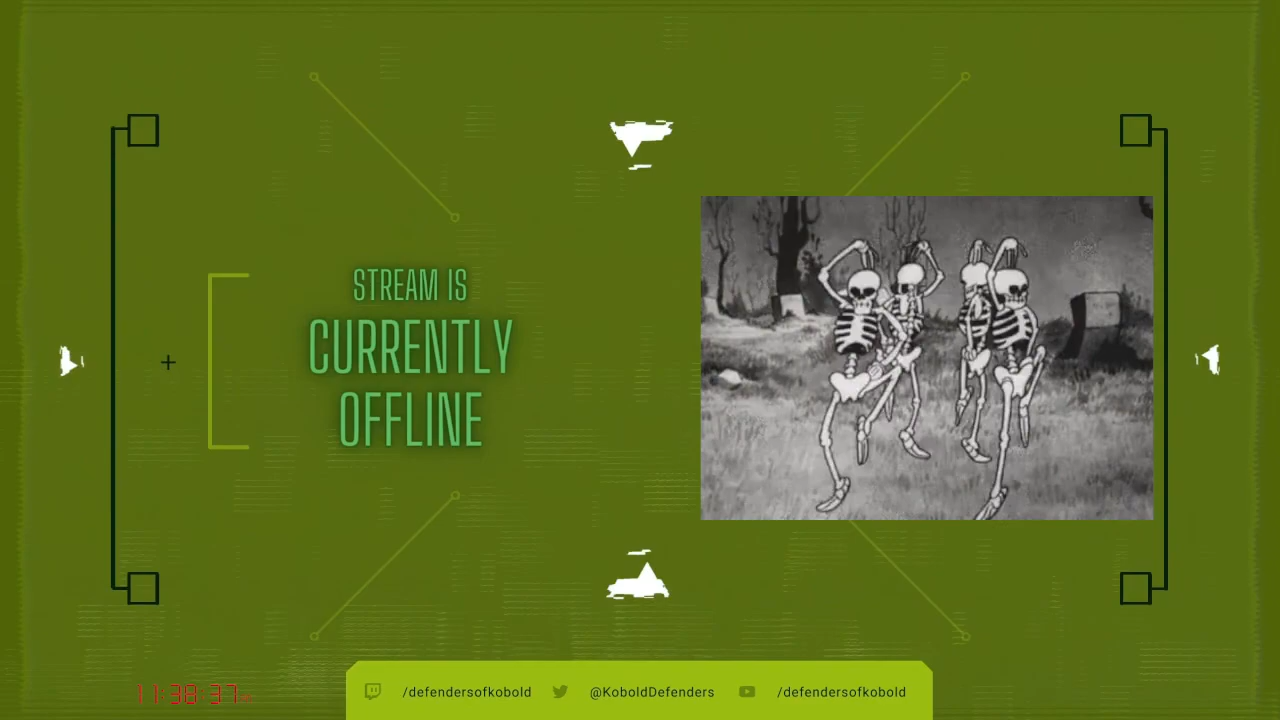 STREAM IS
CURRENTLY
OFFLINE
11:38:37
/defendersofkobold
@KoboldDefenders
/defendersofkobold